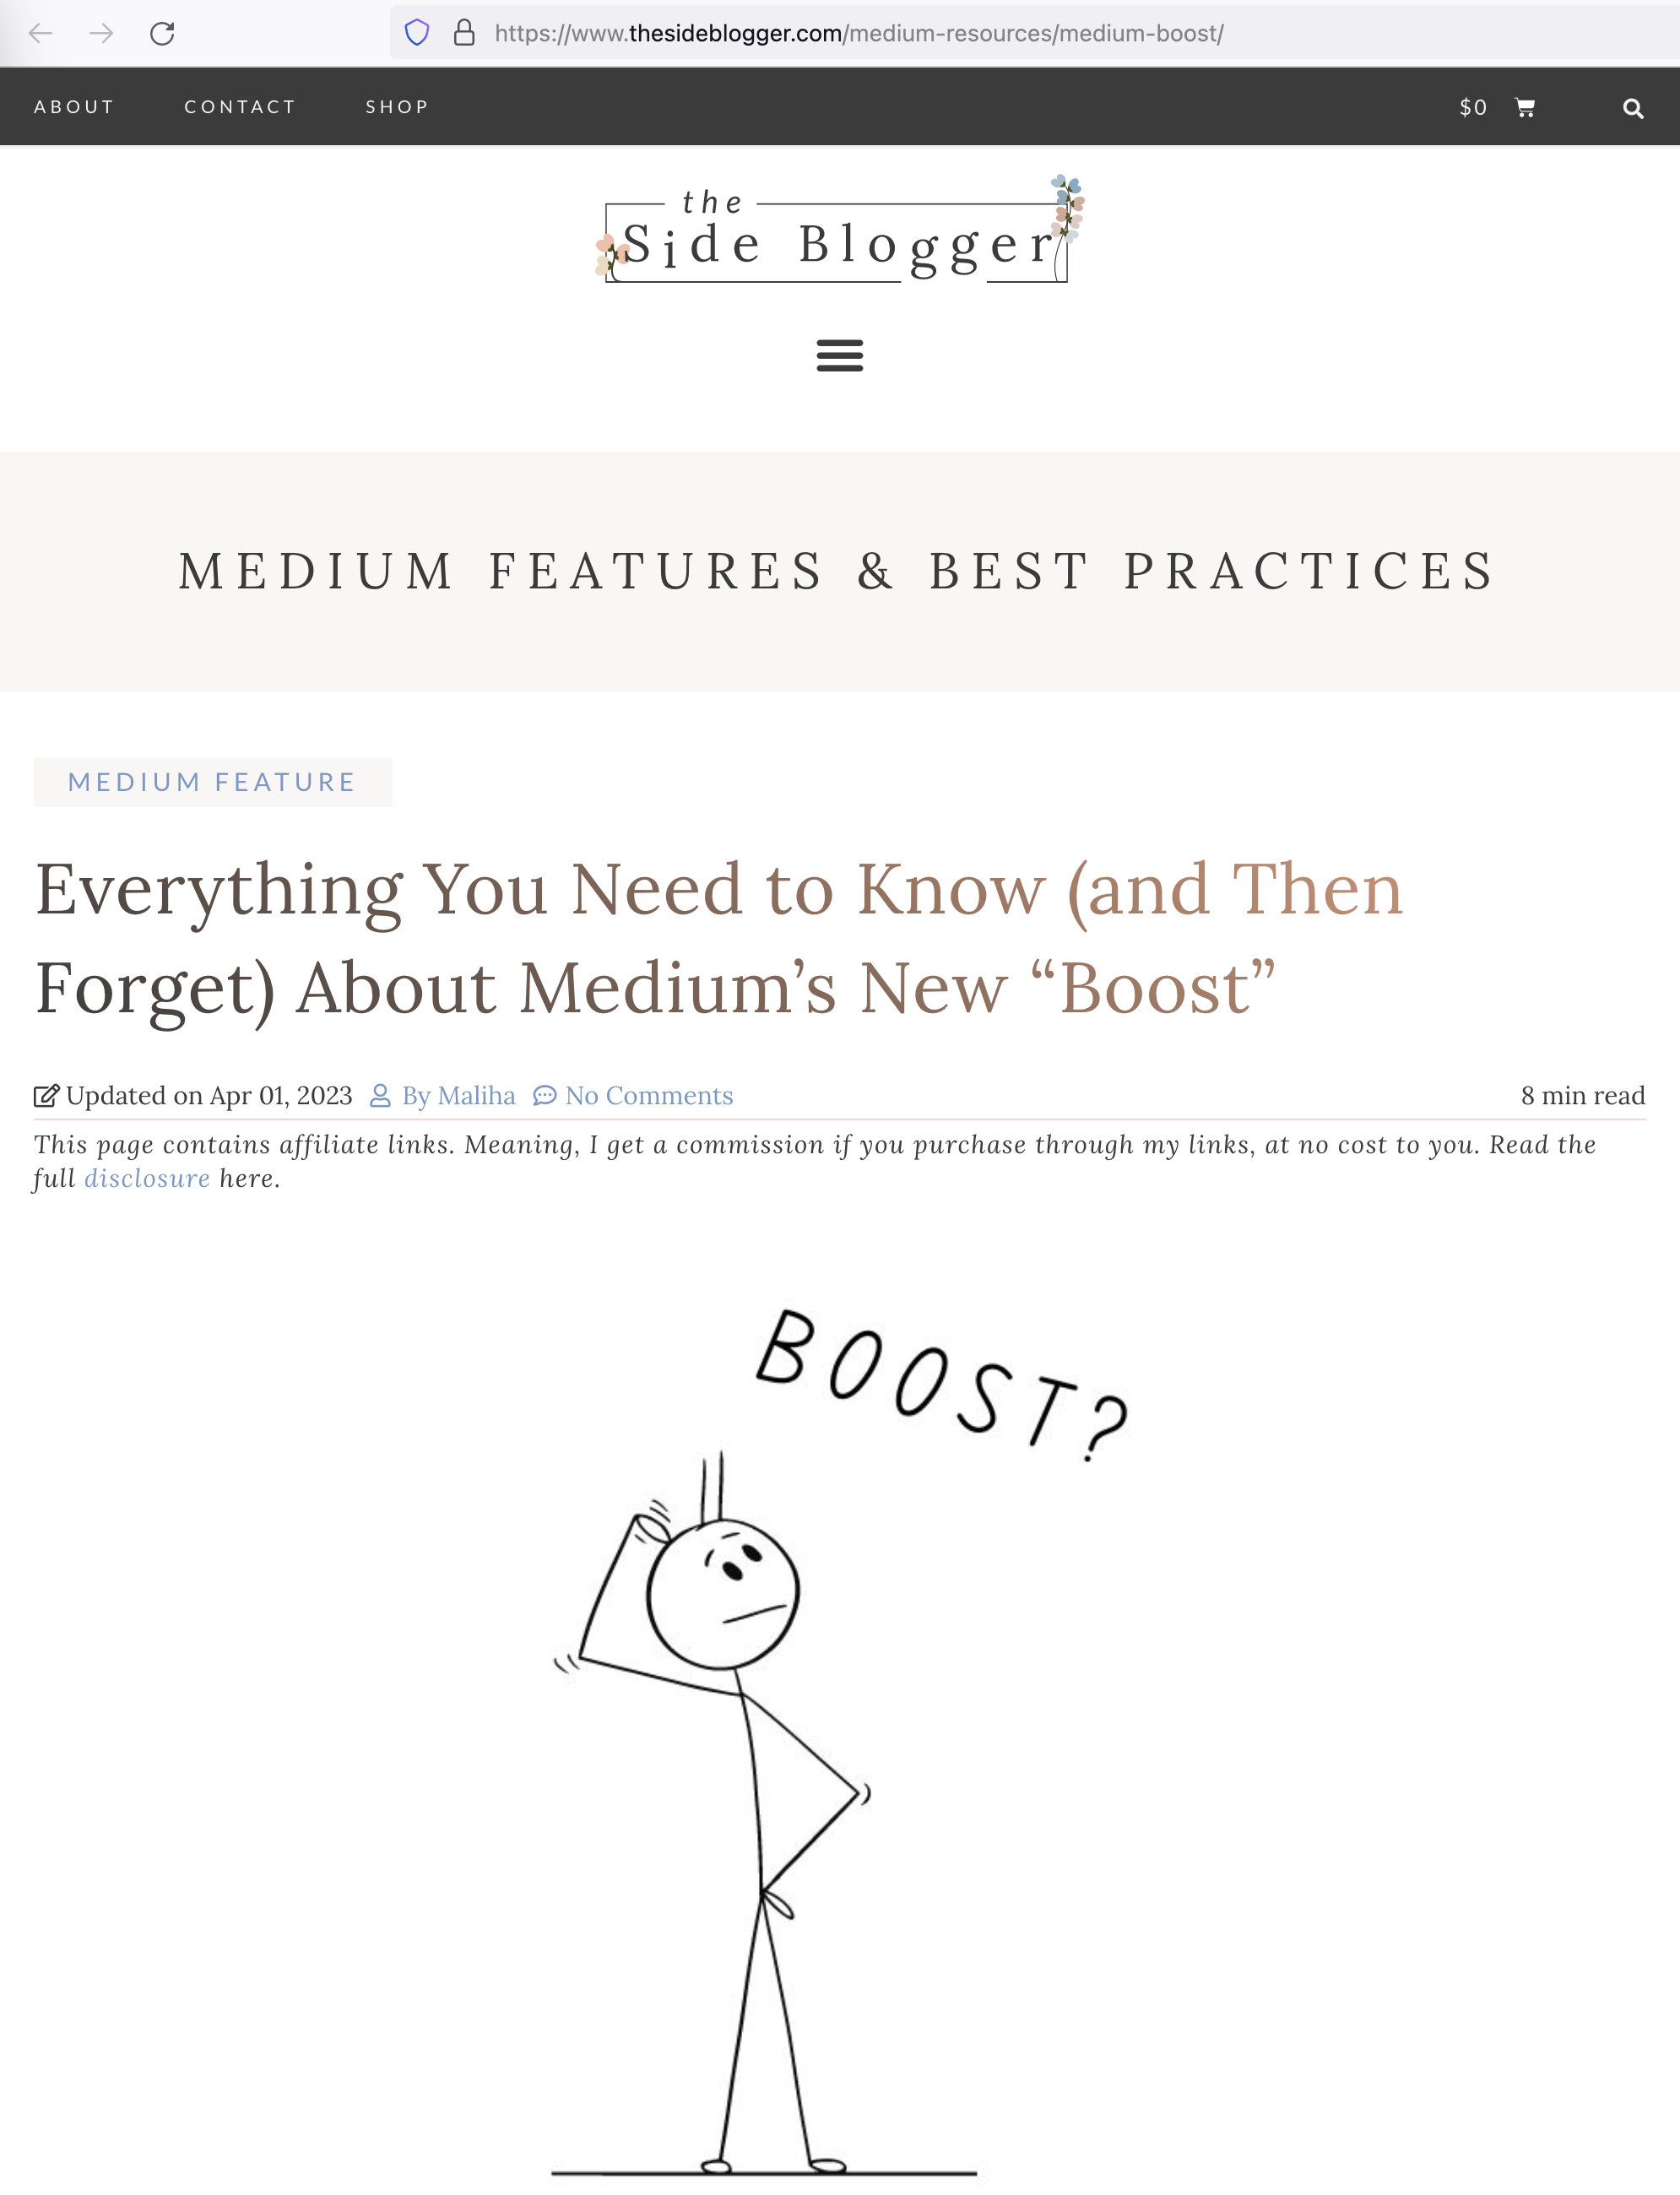 https://www.thesideblogger.com/medium-resources/medium-boost/
ABOUT CONTACT SHOP $0
the
Side Blogger
MEDIUM FEATURES & BEST PRACTICES
MEDIUM FEATURE
Everything You Need to Know (and Then
Forget) About Medium’s New “Boost”
Updated on Apr 01, 2023 By Maliha No Comments 8 min read
This page contains affiliate links. Meaning, I get a commission if you purchase through my links, at no cost to you. Read the
full disclosure here.
BOOST?